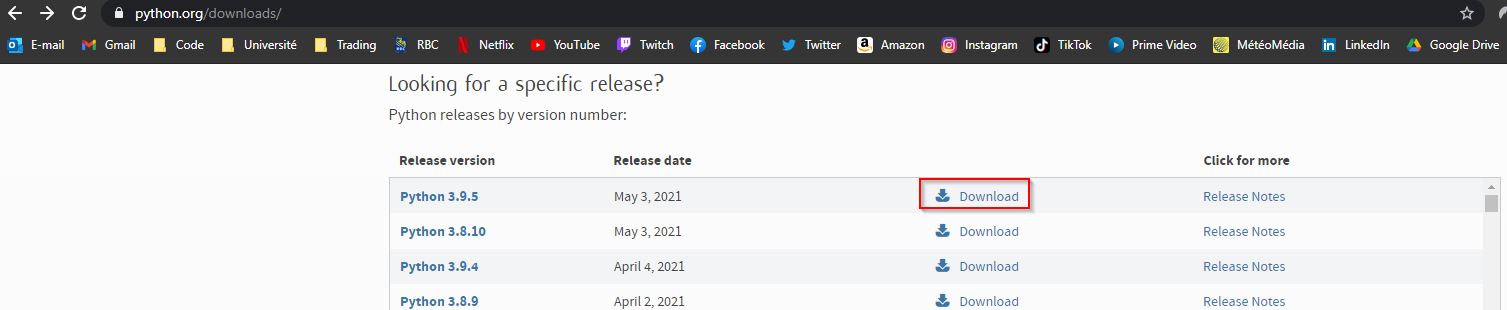 python.org/downloads/
E-mail Gmail Code Université Trading RBC Netflix YouTube Twitch Facebook Twitter Amazon Instagram TikTok Prime Video MétéoMédia LinkedIn Google Drive
Looking for a specific release?
Python releases by version number:
Release version Release date Click for more
Python 3.9.5 May 3, 2021 Download Release Notes
Python 3.8.10 May 3, 2021 Download Release Notes
Python 3.9.4 April 4, 2021 Download Release Notes
Python 3.8.9 April 2, 2021 Download Release Notes